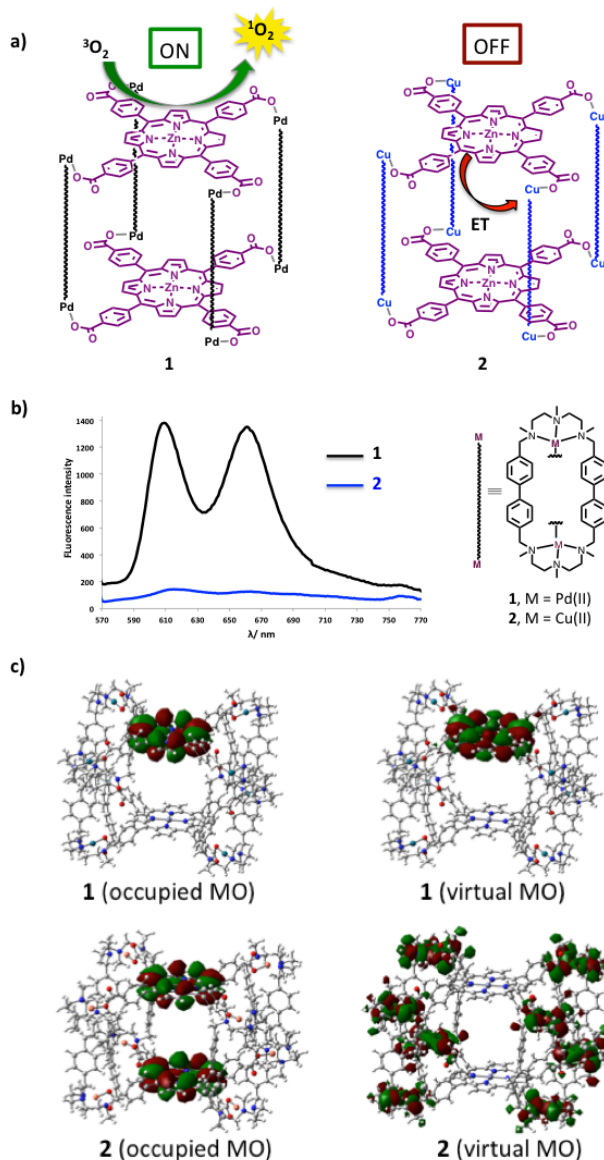 a)
³O₂
ON
¹O₂
OFF
Pd
Cu
O
O
O
O
N
N--Zn--N
N
N
N--Zn--N
N
Pd
Cu
Pd
Pd
Cu
Cu
Pd
Cu
ET
Pd
Cu
N
N--Zn--N
N
N
N--Zn--N
N
Pd
Pd
Cu
Cu
Pd
Cu
1
2
b)
Fluorescence intensity
1400
1200
1000
800
600
400
200
0
570 590 610 630 650 670 690 710 730 750 770
λ/ nm
1
2
M
M
≡
N
N
M
N
N
M
N
N
1, M = Pd(II)
2, M = Cu(II)
c)
1 (occupied MO)
1 (virtual MO)
2 (occupied MO)
2 (virtual MO)